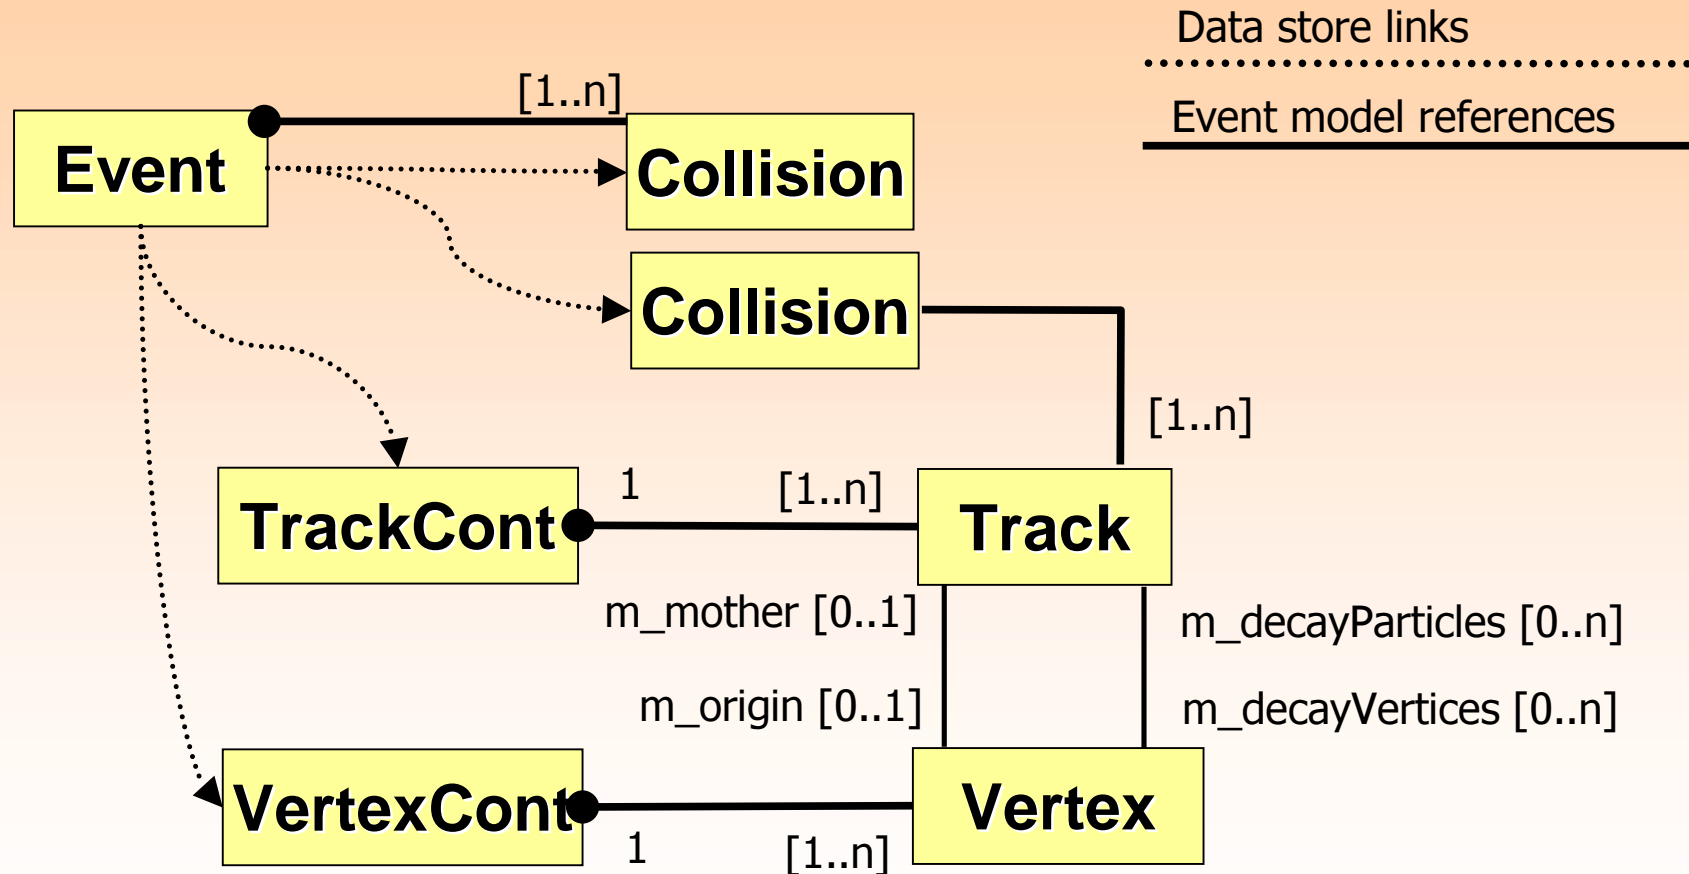 Data store links
[1..n]
Event model references
Event
Collision
Collision
[1..n]
TrackCont
1
[1..n]
Track
m_mother [0..1]
m_decayParticles [0..n]
m_origin [0..1]
m_decayVertices [0..n]
VertexCont
1
[1..n]
Vertex